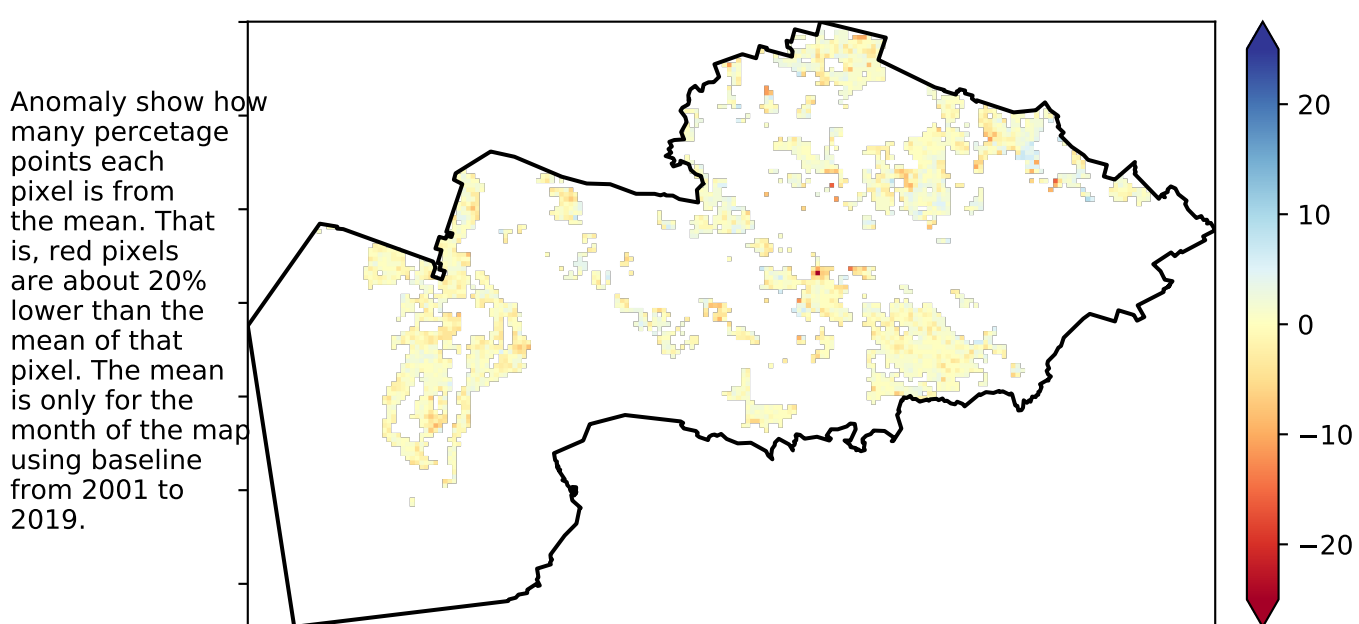 Anomaly show how
many percetage
points each
pixel is from
the mean. That
is, red pixels
are about 20%
lower than the
mean of that
pixel. The mean
is only for the
month of the map
using baseline
from 2001 to
2019.
20
10
0
−10
−20